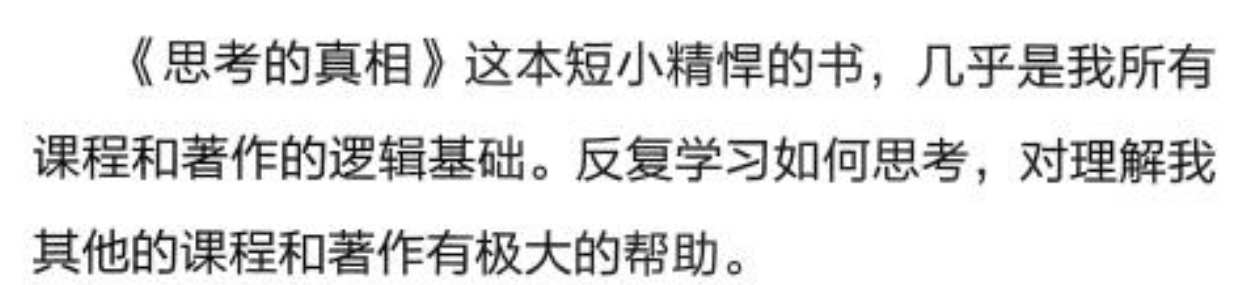 《思考的真相》这本短小精悍的书，几乎是我所有
课程和著作的逻辑基础。反复学习如何思考，对理解我
其他的课程和著作有极大的帮助。